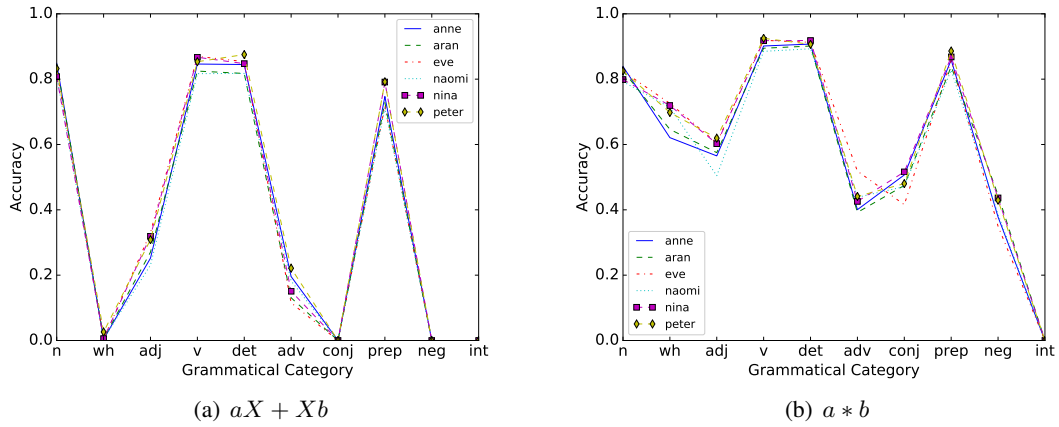 1.0
0.8
0.6
0.4
0.2
0.0
Accuracy
n wh adj v det adv conj prep neg int
Grammatical Category
anne
aran
eve
naomi
nina
peter
(a) aX + Xb
1.0
0.8
0.6
0.4
0.2
0.0
Accuracy
n wh adj v det adv conj prep neg int
Grammatical Category
anne
aran
eve
naomi
nina
peter
(b) a ∗ b